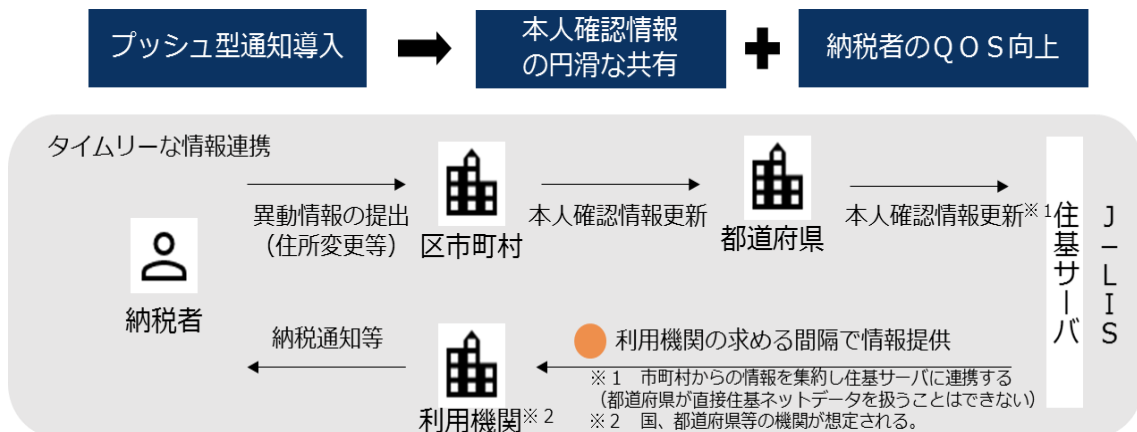 プッシュ型通知導入
本人確認情報
の円滑な共有
納税者のＱＯＳ向上
タイムリーな情報連携
異動情報の提出
（住所変更等）
区市町村
本人確認情報更新
都道府県
本人確認情報更新※１
住基サーバ
Ｊ－ＬＩＳ
納税者
納税通知等
利用機関※２
利用機関の求める間隔で情報提供
※１　市町村からの情報を集約し住基サーバに連携する
（都道府県が直接住基ネットデータを扱うことはできない）
※２　国、都道府県等の機関が想定される。